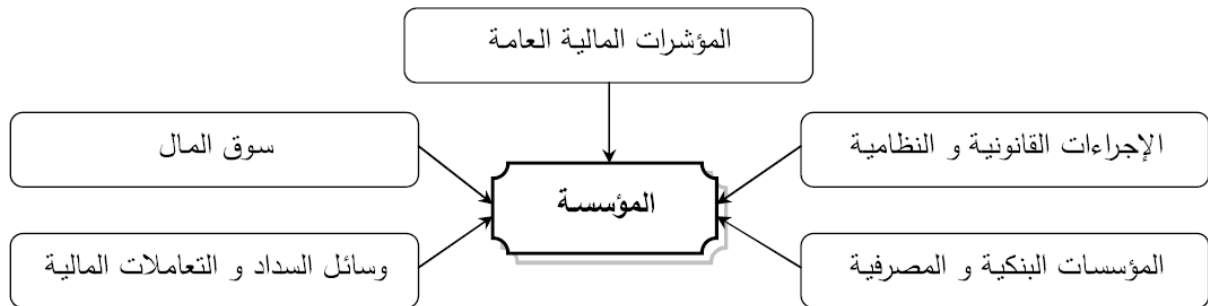 المؤشرات المالية العامة
الإجراءات القانونية و النظامية
سوق المال
المؤسسة
المؤسسات البنكية و المصرفية
وسائل السداد و التعاملات المالية